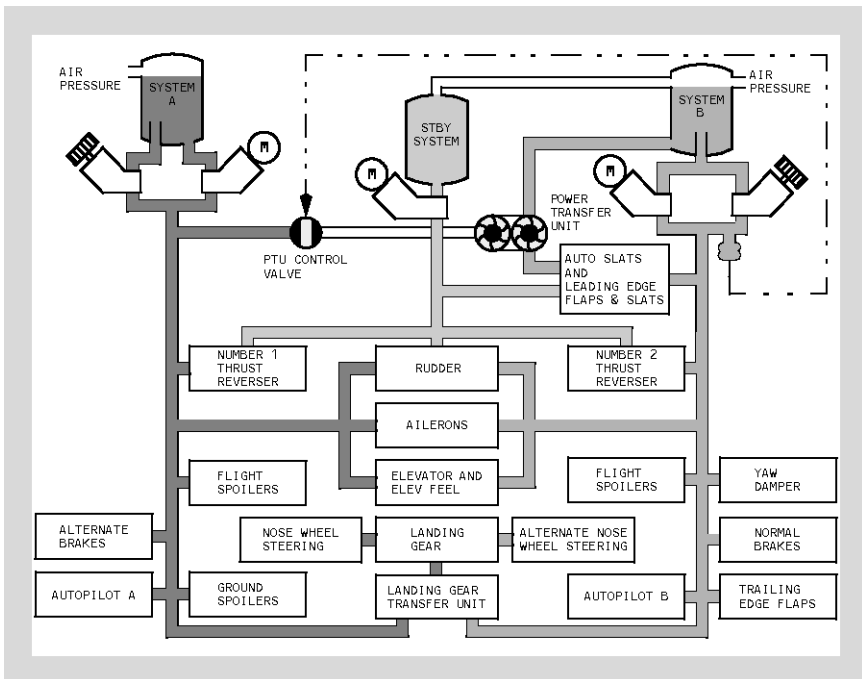 AIR
PRESSURE
SYSTEM
A
M
STBY
SYSTEM
M
SYSTEM
B
AIR
PRESSURE
M
POWER
TRANSFER
UNIT
PTU CONTROL
VALVE
AUTO SLATS
AND
LEADING EDGE
FLAPS & SLATS
NUMBER 1
THRUST
REVERSER
RUDDER
NUMBER 2
THRUST
REVERSER
AILERONS
FLIGHT
SPOILERS
ELEVATOR AND
ELEV FEEL
FLIGHT
SPOILERS
YAW
DAMPER
ALTERNATE
BRAKES
NOSE WHEEL
STEERING
LANDING
GEAR
ALTERNATE NOSE
WHEEL STEERING
NORMAL
BRAKES
AUTOPILOT A
GROUND
SPOILERS
LANDING GEAR
TRANSFER UNIT
AUTOPILOT B
TRAILING
EDGE FLAPS